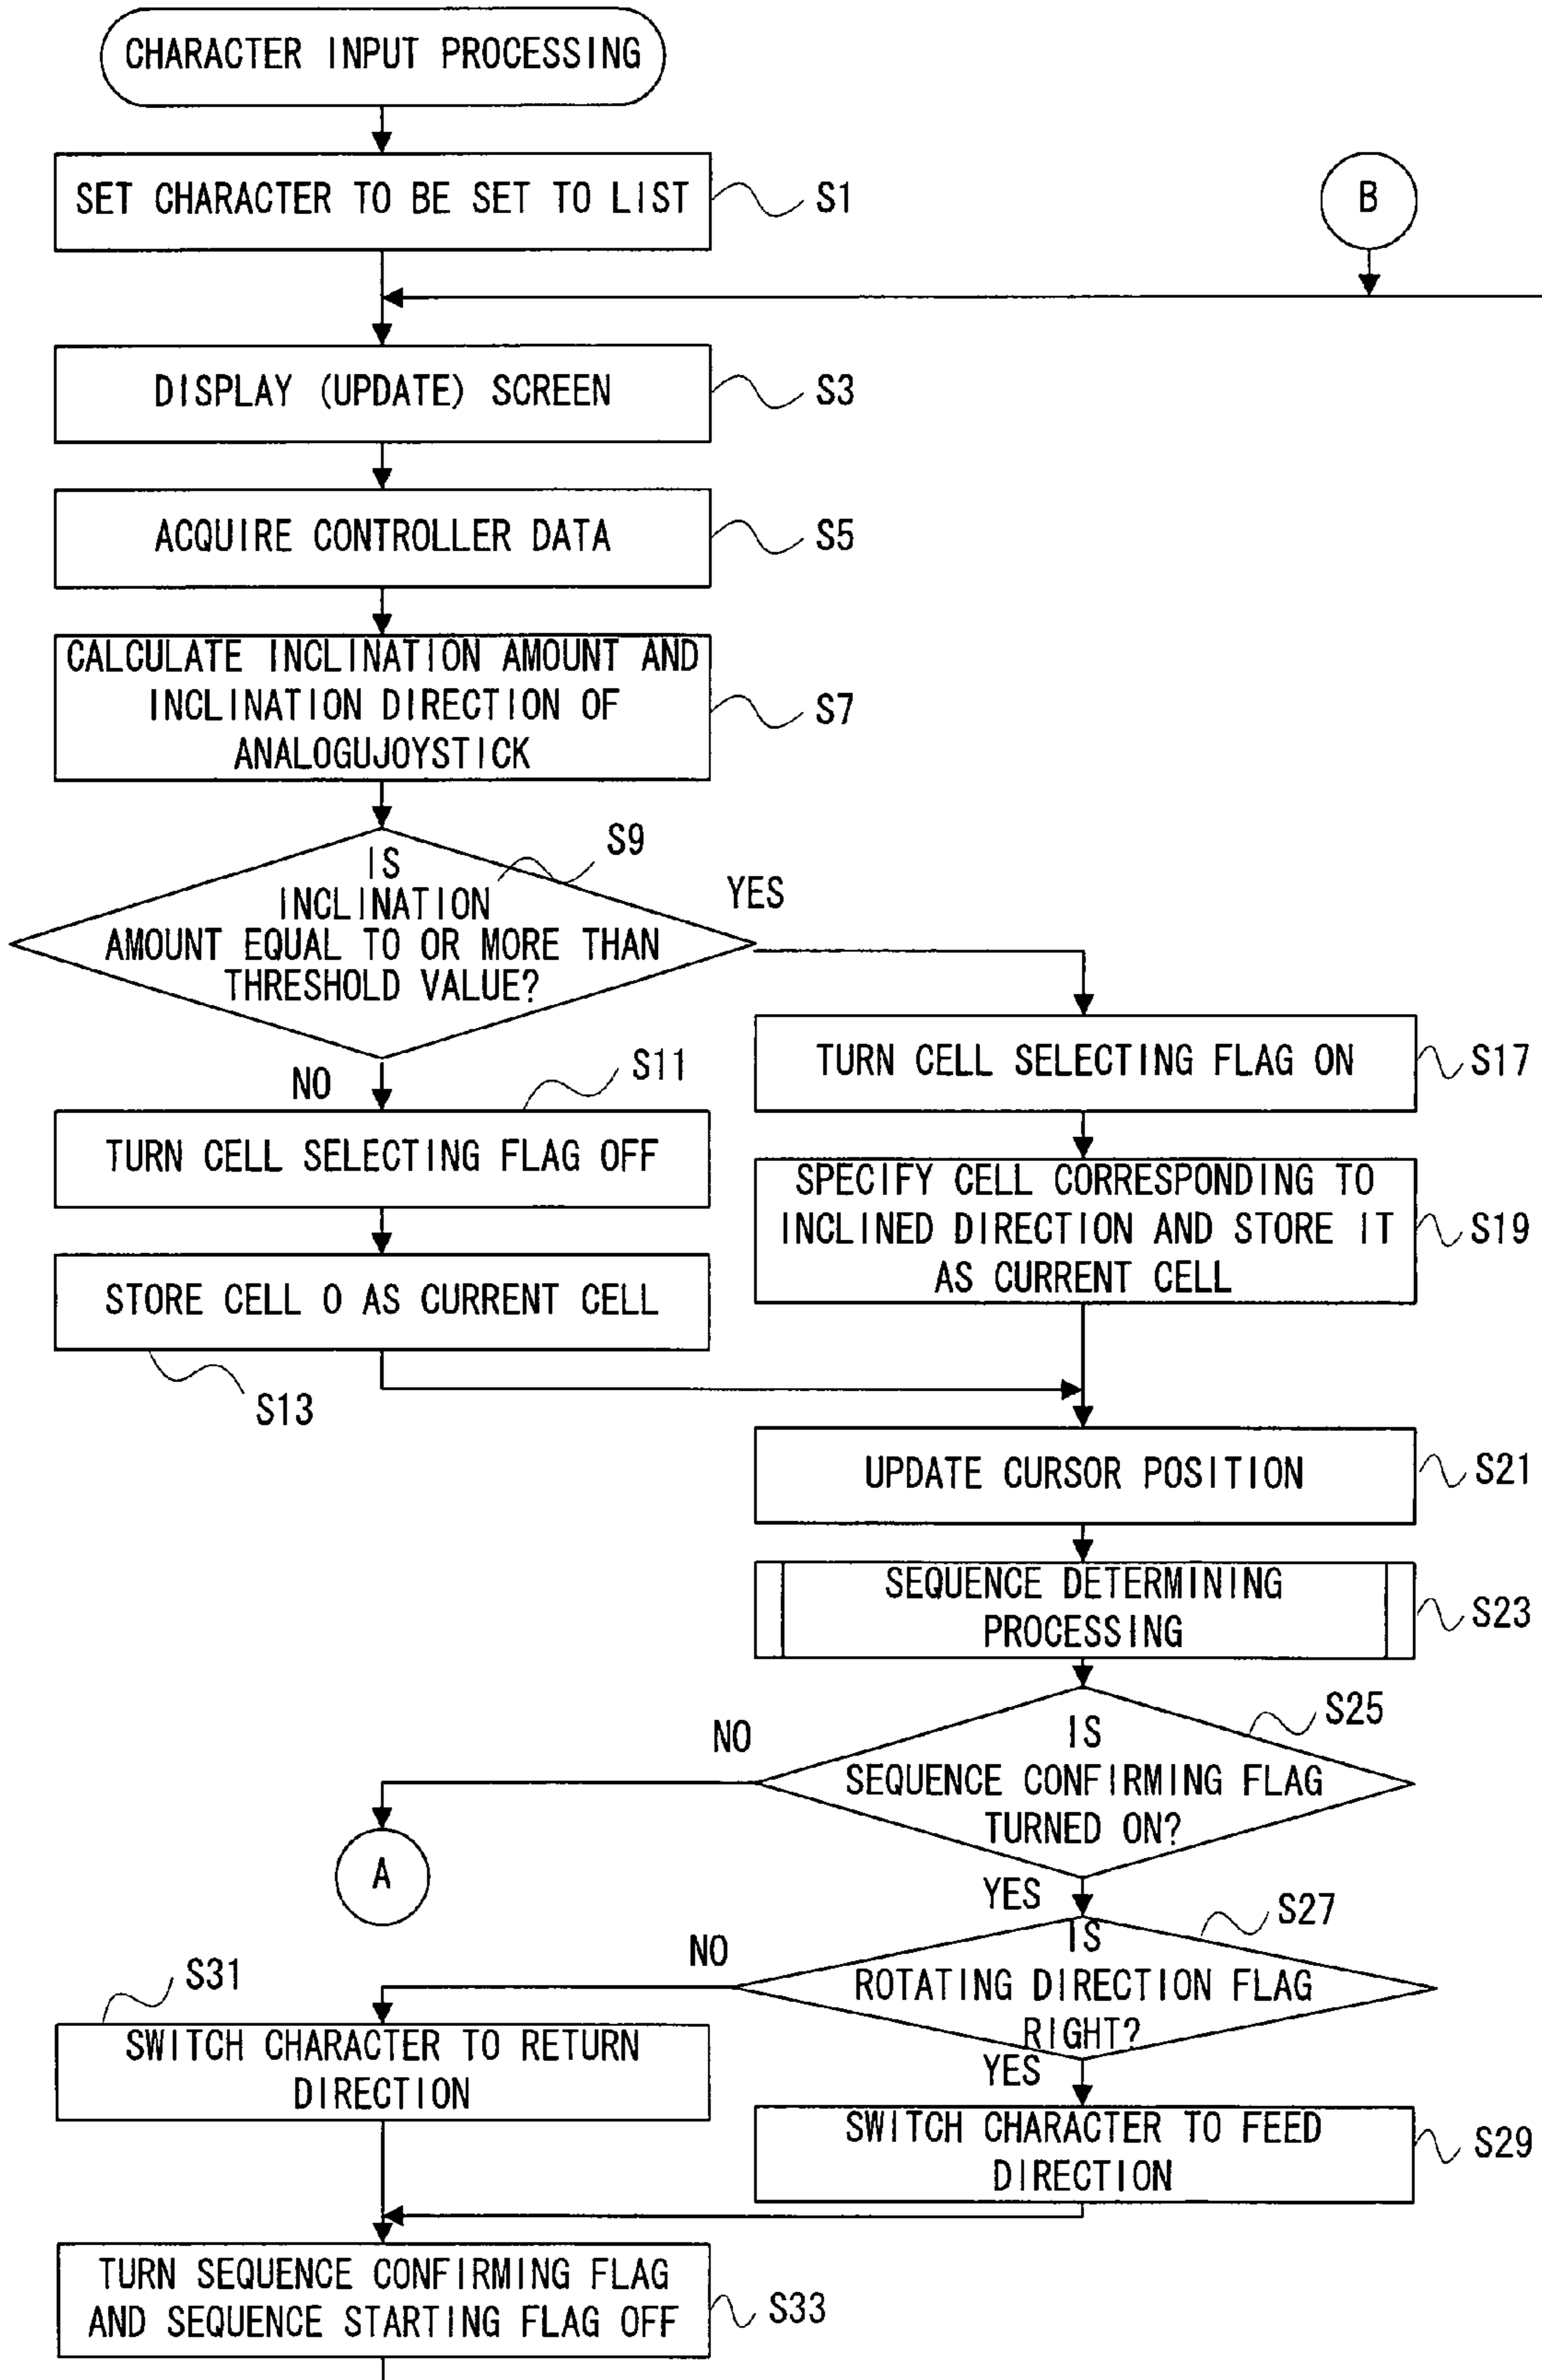 CHARACTER INPUT PROCESSING
SET CHARACTER TO BE SET TO LIST
S1
B
DISPLAY (UPDATE) SCREEN
S3
ACQUIRE CONTROLLER DATA
S5
CALCULATE INCLINATION AMOUNT AND
INCLINATION DIRECTION OF
ANALOGUJOYSTICK
S7
S9
IS
INCLINATION
AMOUNT EQUAL TO OR MORE THAN
THRESHOLD VALUE?
YES
NO
S11
TURN CELL SELECTING FLAG OFF
TURN CELL SELECTING FLAG ON
S17
STORE CELL 0 AS CURRENT CELL
S13
SPECIFY CELL CORRESPONDING TO
INCLINED DIRECTION AND STORE IT
AS CURRENT CELL
S19
UPDATE CURSOR POSITION
S21
SEQUENCE DETERMINING
PROCESSING
S23
S25
NO
IS
SEQUENCE CONFIRMING FLAG
TURNED ON?
A
YES
S27
NO
IS
ROTATING DIRECTION FLAG
RIGHT?
S31
SWITCH CHARACTER TO RETURN
DIRECTION
YES
SWITCH CHARACTER TO FEED
DIRECTION
S29
TURN SEQUENCE CONFIRMING FLAG
AND SEQUENCE STARTING FLAG OFF
S33